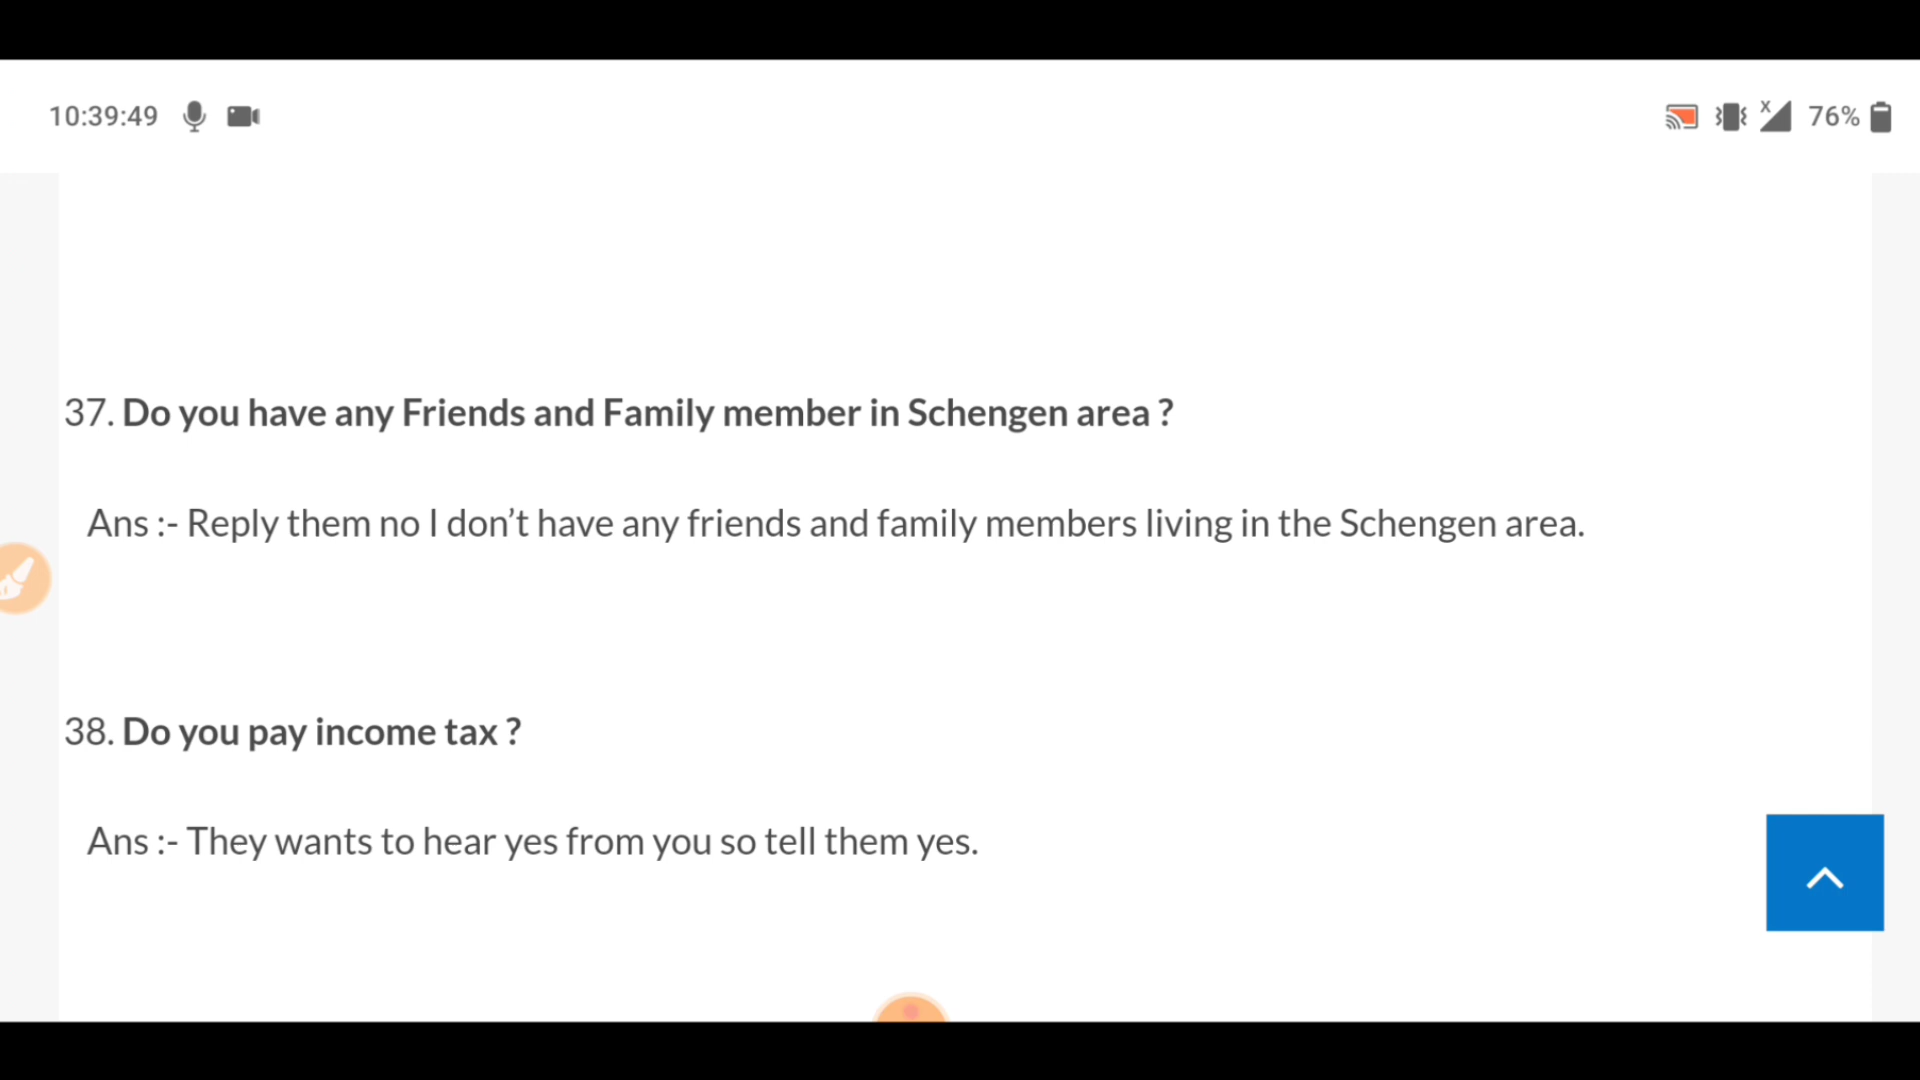 10:39:49
x 76%
37. Do you have any Friends and Family member in Schengen area ?
Ans :- Reply them no I don’t have any friends and family members living in the Schengen area.
38. Do you pay income tax ?
Ans :- They wants to hear yes from you so tell them yes.